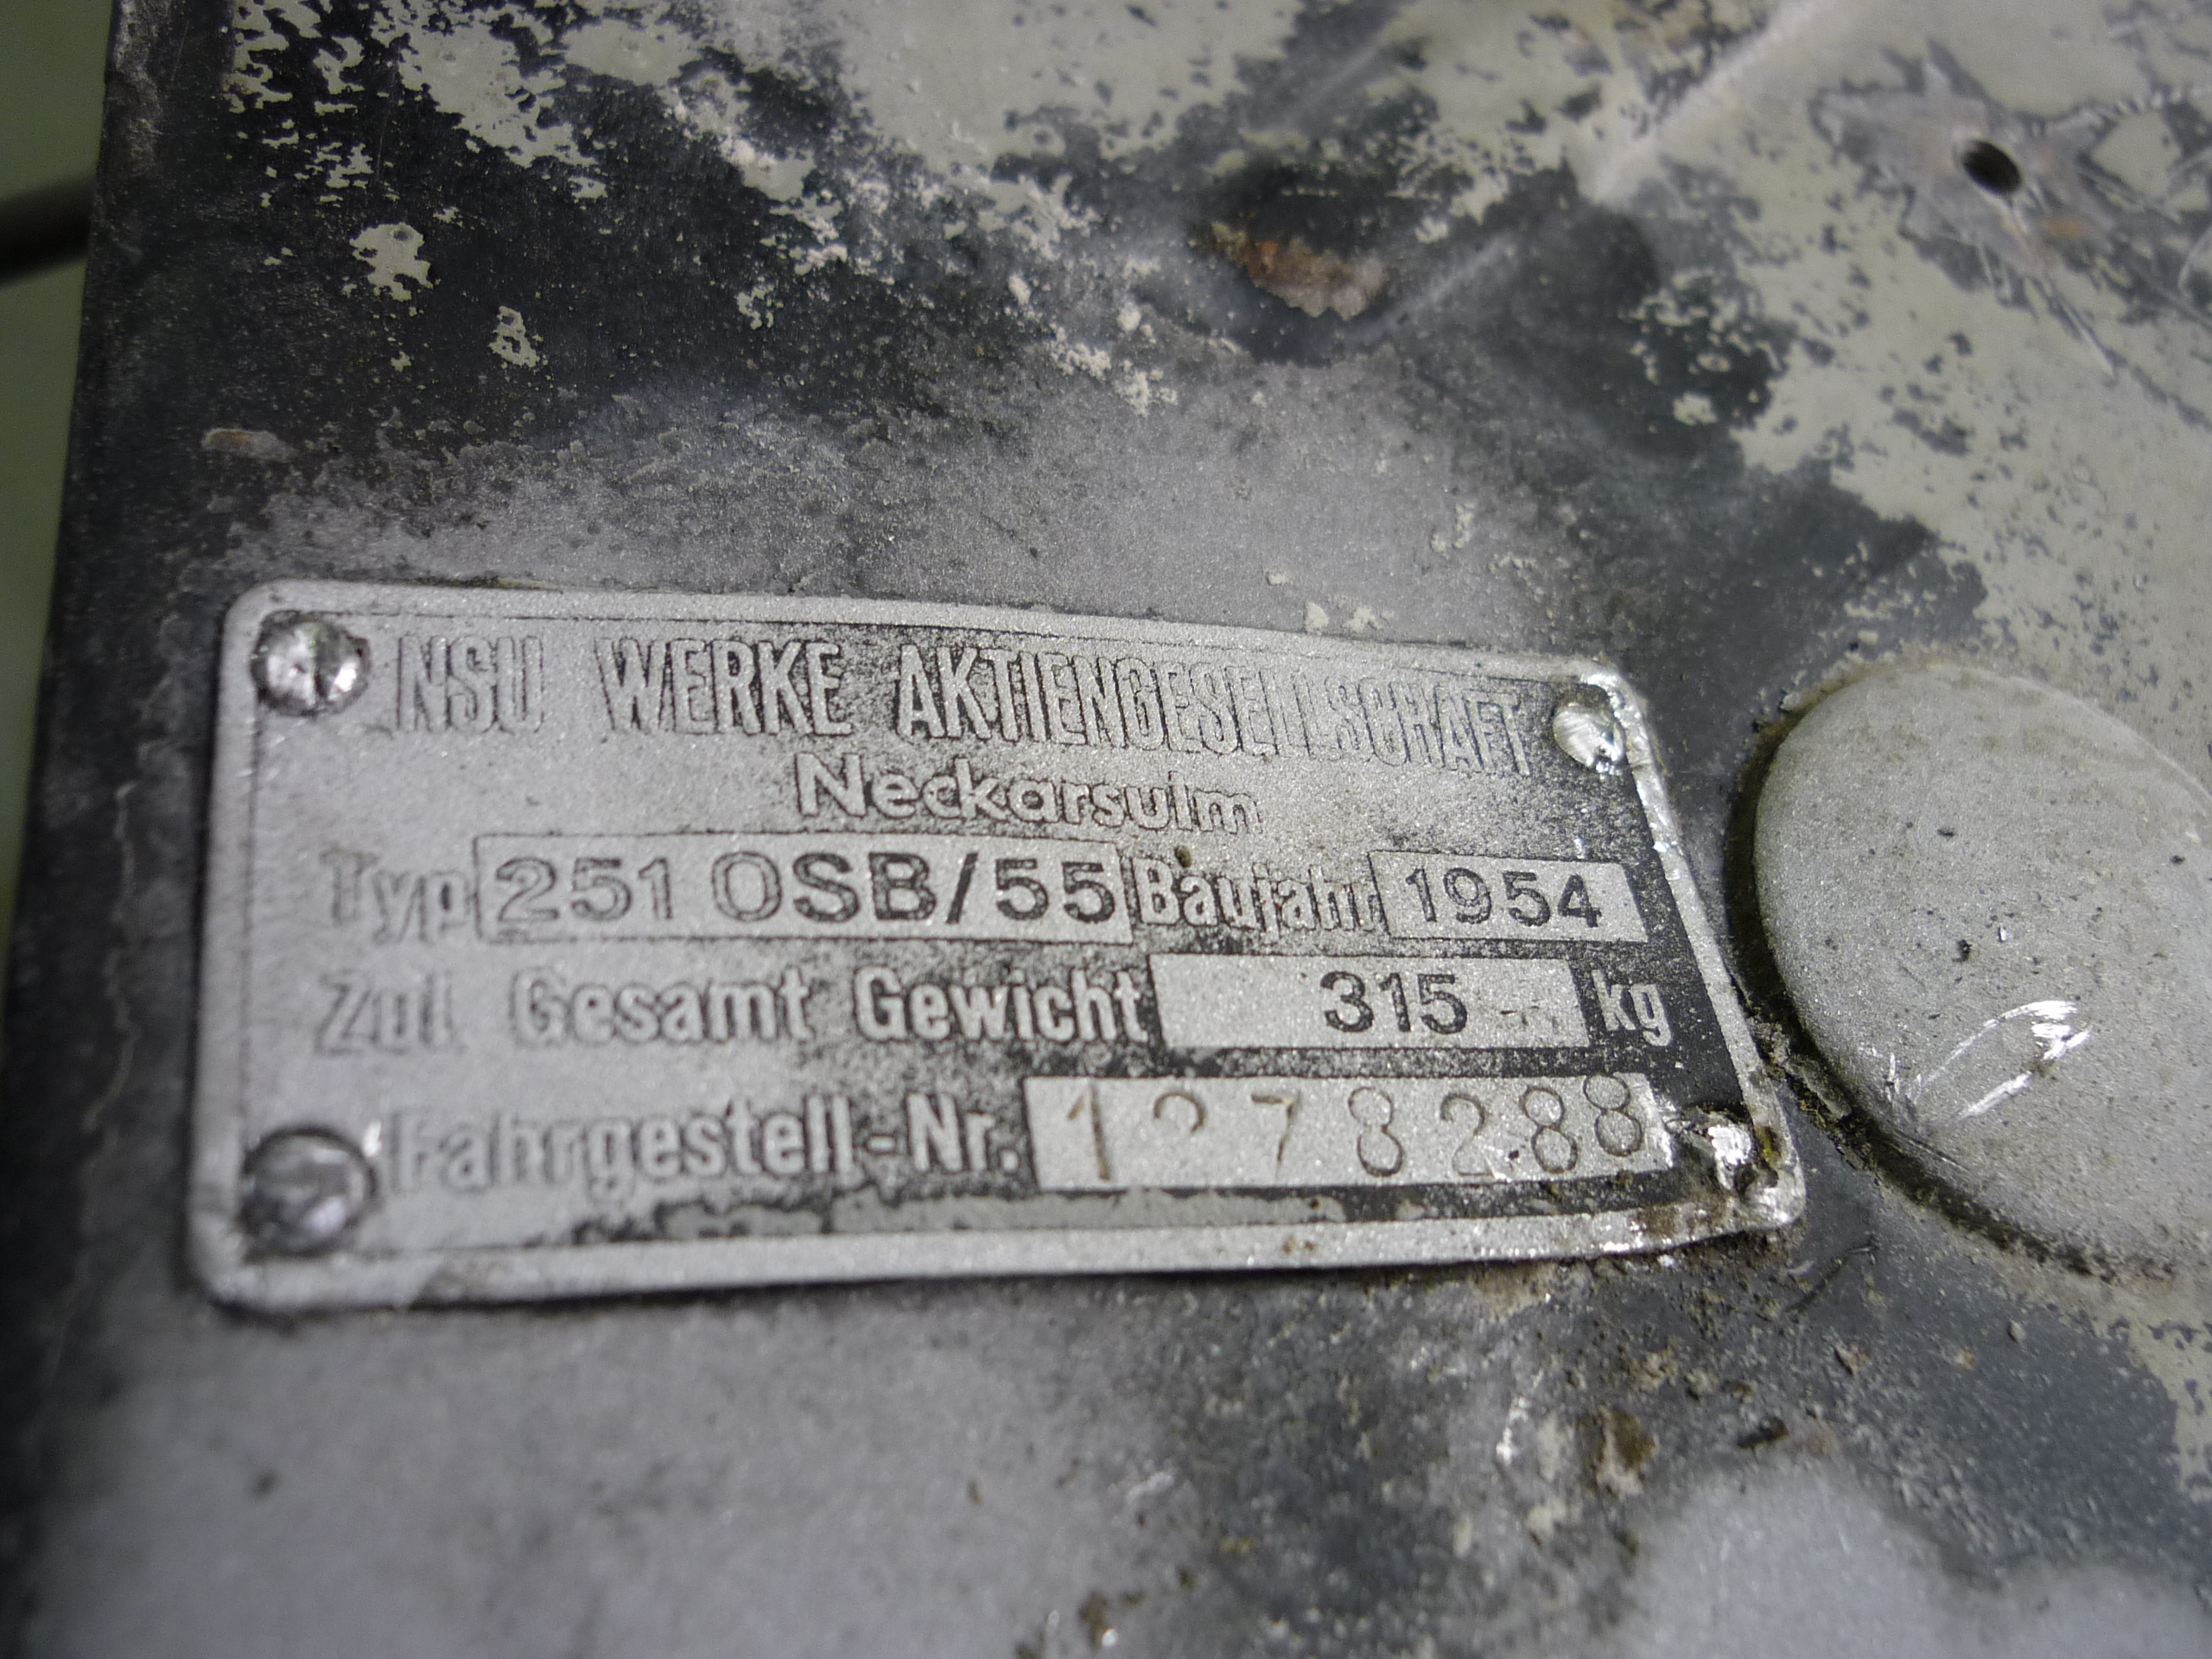 NSU WERKE AKTIENGESELLSCHAFT
Neckarsulm
Typ 251 OSB/55 Baujahr 1954
Zul Gesamt Gewicht 315 kg
Fahrgestell-Nr.